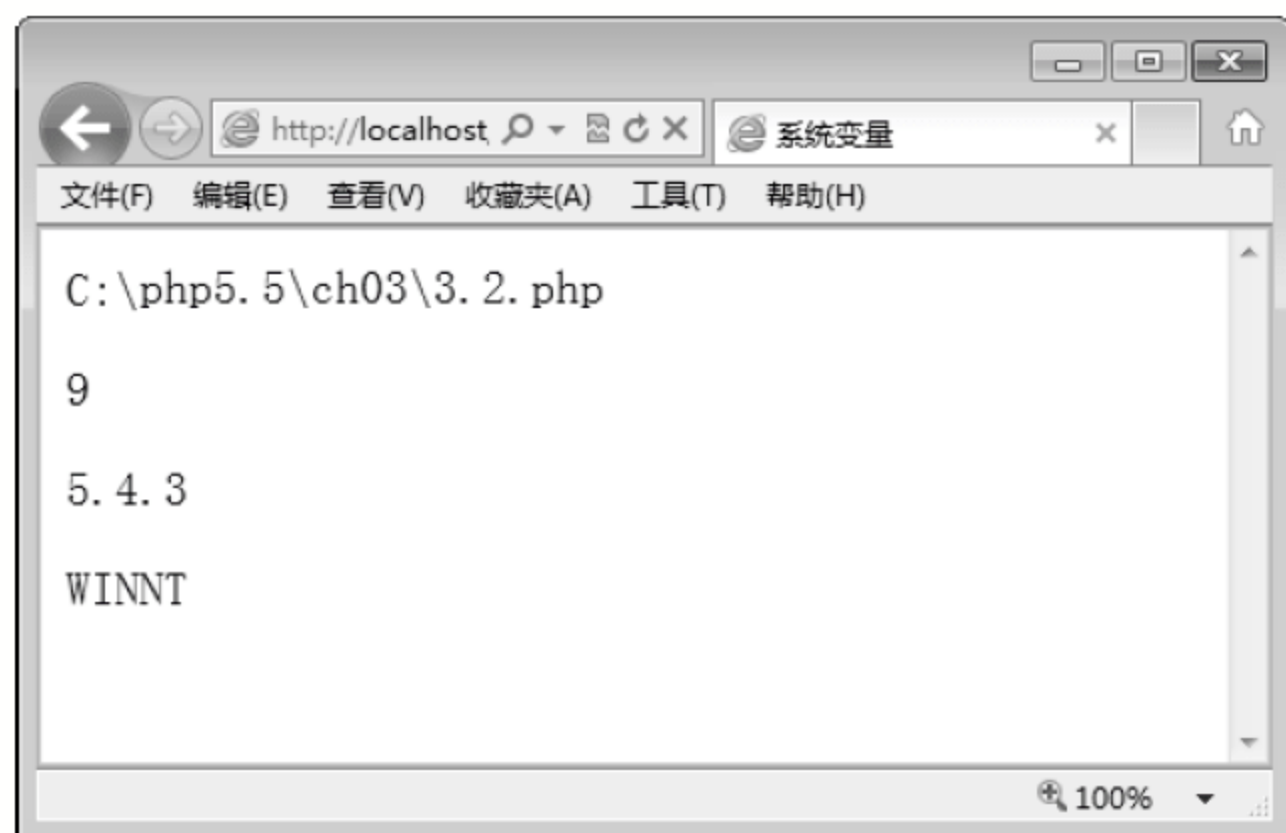 http://localhost 系统变量
文件(F) 编辑(E) 查看(V) 收藏夹(A) 工具(T) 帮助(H)
C:\php5.5\ch03\3.2.php
9
5.4.3
WINNT
100%